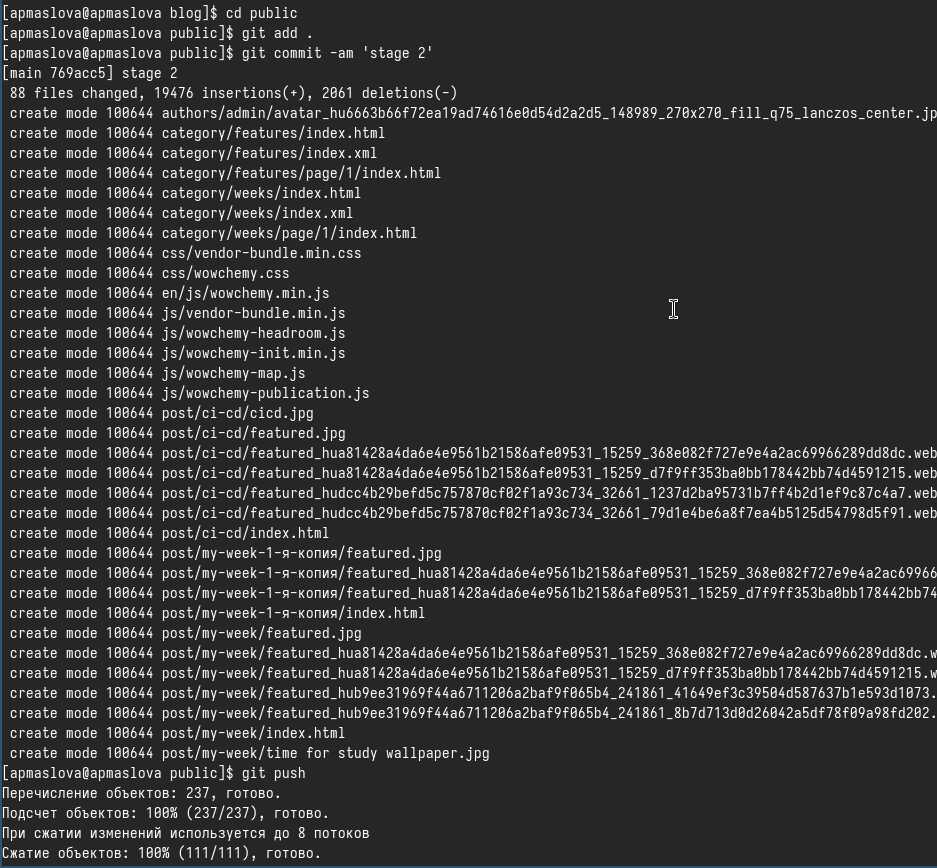 [apmaslova@apmaslova blog]$ cd public
[apmaslova@apmaslova public]$ git add .
[apmaslova@apmaslova public]$ git commit -am 'stage 2'
[main 769acc5] stage 2
88 files changed, 19476 insertions(+), 2061 deletions(-)
create mode 100644 authors/admin/avatar_hu6663b66f72ea19ad74616e0d54d2a2d5_148989_270x270_fill_q75_lanczos_center.jp
create mode 100644 category/features/index.html
create mode 100644 category/features/index.xml
create mode 100644 category/features/page/1/index.html
create mode 100644 category/weeks/index.html
create mode 100644 category/weeks/index.xml
create mode 100644 category/weeks/page/1/index.html
create mode 100644 css/vendor-bundle.min.css
create mode 100644 css/wowchemy.css
create mode 100644 en/js/wowchemy.min.js
create mode 100644 js/vendor-bundle.min.js
create mode 100644 js/wowchemy-headroom.js
create mode 100644 js/wowchemy-init.min.js
create mode 100644 js/wowchemy-map.js
create mode 100644 js/wowchemy-publication.js
create mode 100644 post/ci-cd/cicd.jpg
create mode 100644 post/ci-cd/featured.jpg
create mode 100644 post/ci-cd/featured_hua81428a4da6e4e9561b21586afe09531_15259_368e082f727e9e4a2ac69966289dd8dc.web
create mode 100644 post/ci-cd/featured_hua81428a4da6e4e9561b21586afe09531_15259_d7f9ff353ba0bb178442bb74d4591215.web
create mode 100644 post/ci-cd/featured_hudcc4b29befd5c757870cf02f1a93c734_32661_1237d2ba95731b7ff4b2d1ef9c87c4a7.web
create mode 100644 post/ci-cd/featured_hudcc4b29befd5c757870cf02f1a93c734_32661_79d1e4be6a8f7ea4b5125d54798d5f91.web
create mode 100644 post/ci-cd/index.html
create mode 100644 post/my-week-1-я-копия/featured.jpg
create mode 100644 post/my-week-1-я-копия/featured_hua81428a4da6e4e9561b21586afe09531_15259_368e082f727e9e4a2ac69966
create mode 100644 post/my-week-1-я-копия/featured_hua81428a4da6e4e9561b21586afe09531_15259_d7f9ff353ba0bb178442bb74
create mode 100644 post/my-week-1-я-копия/index.html
create mode 100644 post/my-week/featured.jpg
create mode 100644 post/my-week/featured_hua81428a4da6e4e9561b21586afe09531_15259_368e082f727e9e4a2ac69966289dd8dc.w
create mode 100644 post/my-week/featured_hua81428a4da6e4e9561b21586afe09531_15259_d7f9ff353ba0bb178442bb74d4591215.w
create mode 100644 post/my-week/featured_hub9ee31969f44a6711206a2baf9f065b4_241861_41649ef3c39504d587637b1e593d1073.
create mode 100644 post/my-week/featured_hub9ee31969f44a6711206a2baf9f065b4_241861_8b7d713d0d26042a5df78f09a98fd202.
create mode 100644 post/my-week/index.html
create mode 100644 post/my-week/time for study wallpaper.jpg
[apmaslova@apmaslova public]$ git push
Перечисление объектов: 237, готово.
Подсчет объектов: 100% (237/237), готово.
При сжатии изменений используется до 8 потоков
Сжатие объектов: 100% (111/111), готово.